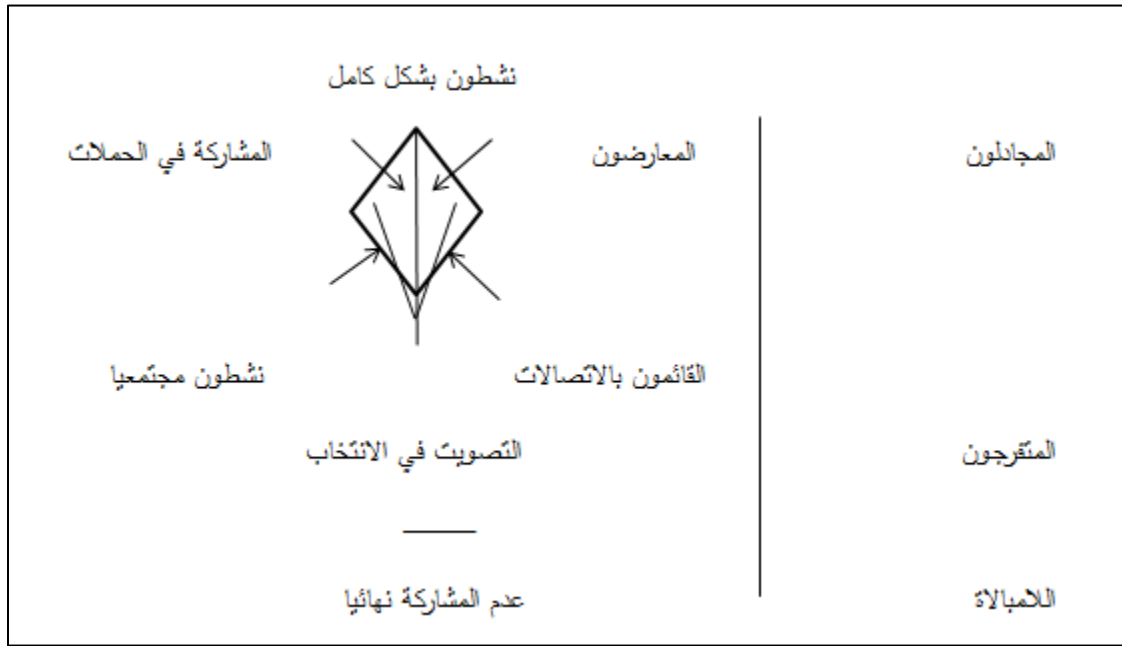 نشطون بشكل كامل
المجادلون
المعارضون
المشاركة في الحملات
القائمون بالاتصالات
نشطون مجتمعيا
المتفرجون
التصويت في الانتخاب
اللامبالاة
عدم المشاركة نهائيا